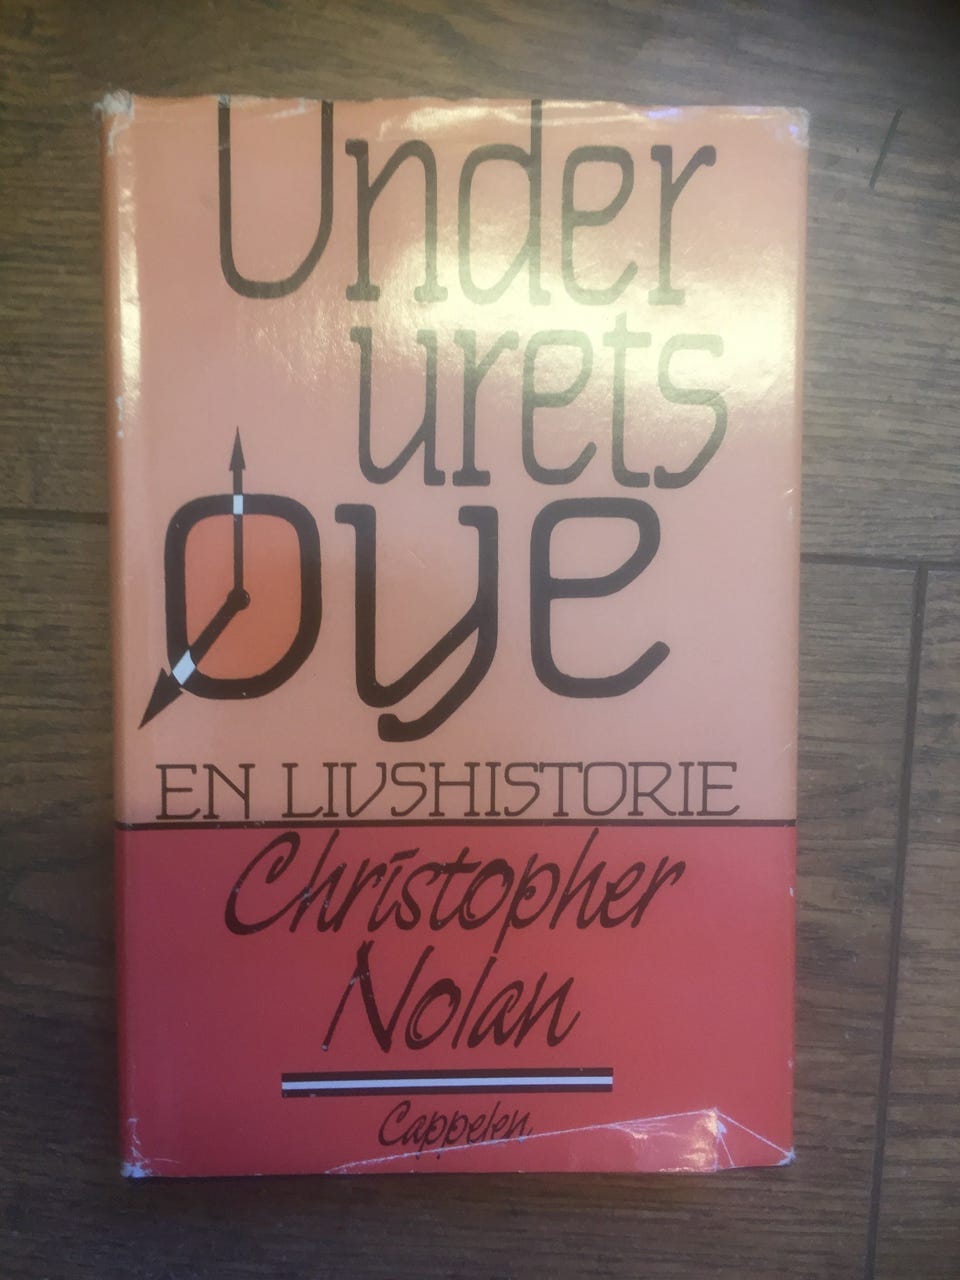 Under
urets
øye
EN LIVSHISTORIE
Christopher
Nolan
Cappelen